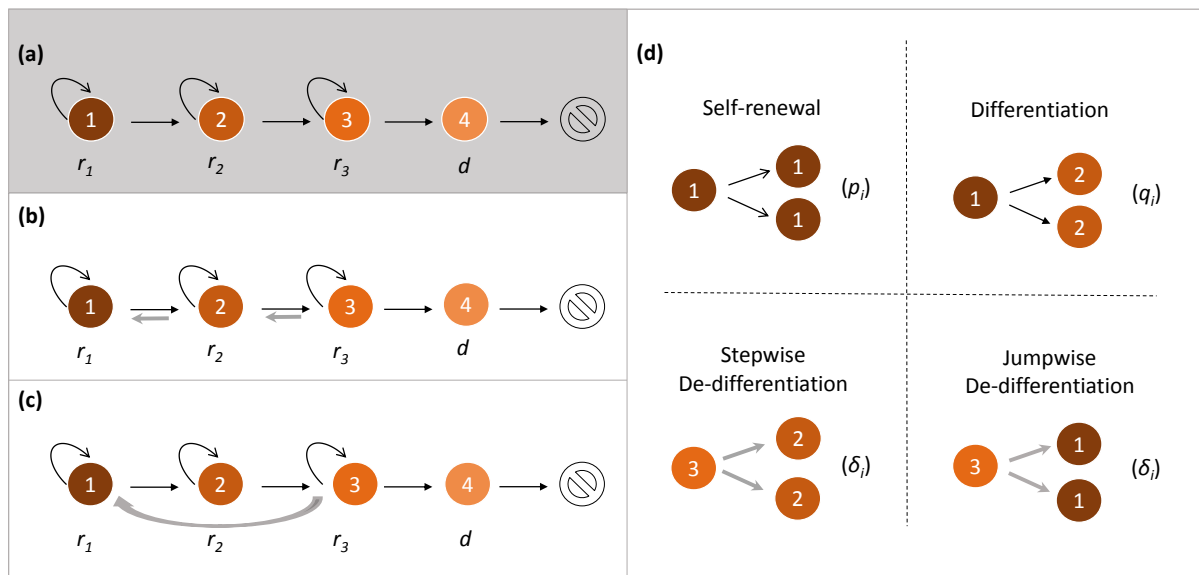 (a)
1 2 3 4
r1 r2 r3 d
(b)
1 2 3 4
r1 r2 r3 d
(c)
1 2 3 4
r1 r2 r3 d
(d)
Self-renewal
1 1 1 (pi)
Differentiation
1 2 2 (qi)
Stepwise
De-differentiation
3 2 2 (δi)
Jumpwise
De-differentiation
3 1 1 (δi)